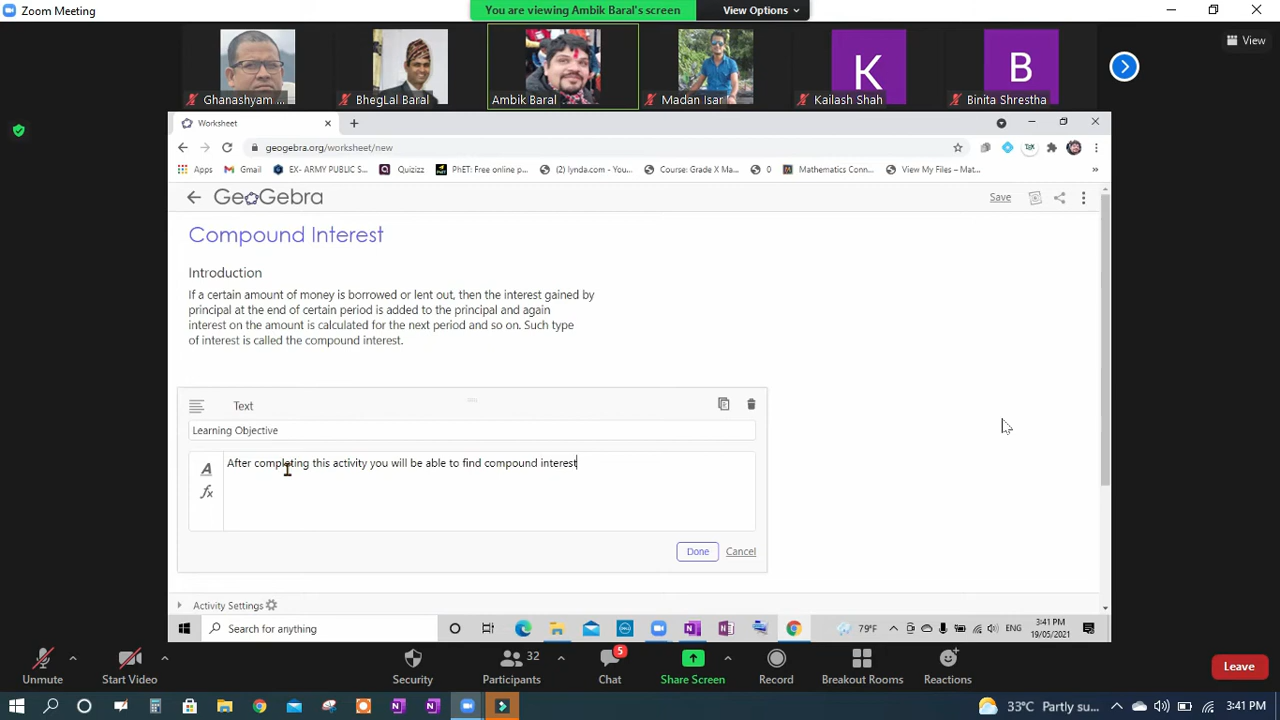 Zoom Meeting
You are viewing Ambik Baral's screen
View Options
View
Ghanashyam ...
BhegLal Baral
Ambik Baral
Madan Isar
K
Kailash Shah
B
Binita Shrestha
Worksheet
geogebra.org/worksheet/new
Apps
Gmail
EX- ARMY PUBLIC S...
Quizizz
PhET: Free online p...
(2) lynda.com - You...
Course: Grade X Ma...
0
Mathematics Conn...
View My Files – Mat...
GeoGebra
Save
Compound Interest
Introduction
If a certain amount of money is borrowed or lent out, then the interest gained by
principal at the end of certain period is added to the principal and again
interest on the amount is calculated for the next period and so on. Such type
of interest is called the compound interest.
Text
Learning Objective
A
After completing this activity you will be able to find compound interest
fx
Done
Cancel
Activity Settings
Search for anything
79°F
ENG
3:41 PM
19/05/2021
Unmute
Start Video
Security
32
Participants
5
Chat
Share Screen
Record
Breakout Rooms
Reactions
Leave
33°C Partly su...
3:41 PM